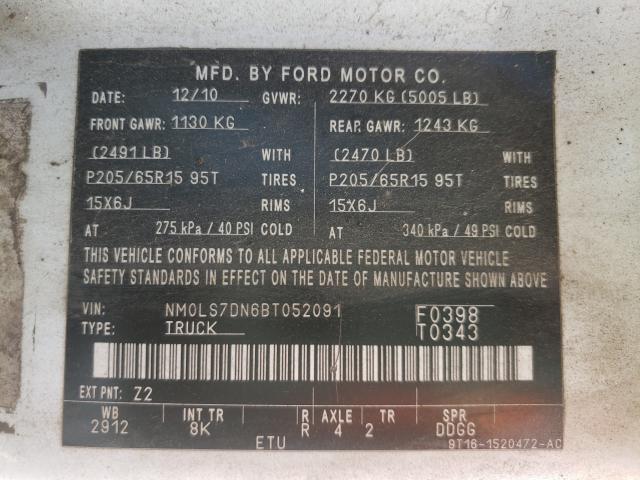 MFD. BY FORD MOTOR CO.
DATE: 12/10 GVWR: 2270 KG (5005 LB)
FRONT GAWR: 1130 KG REAR GAWR: 1243 KG
(2491 LB) WITH (2470 LB) WITH
P205/65R15 95T TIRES P205/65R15 95T TIRES
15X6J RIMS 15X6J RIMS
AT 275 kPa / 40 PSI COLD AT 340 kPa / 49 PSI COLD
THIS VEHICLE CONFORMS TO ALL APPLICABLE FEDERAL MOTOR VEHICLE
SAFETY STANDARDS IN EFFECT ON THE DATE OF MANUFACTURE SHOWN ABOVE
VIN: NM0LS7DN6BT052091 F0398
TYPE: TRUCK T0343
EXT PNT: Z2
WB INT TR R AXLE TR SPR
2912 8K R 4 2 DDGG
ETU 9T16-1520472-AC